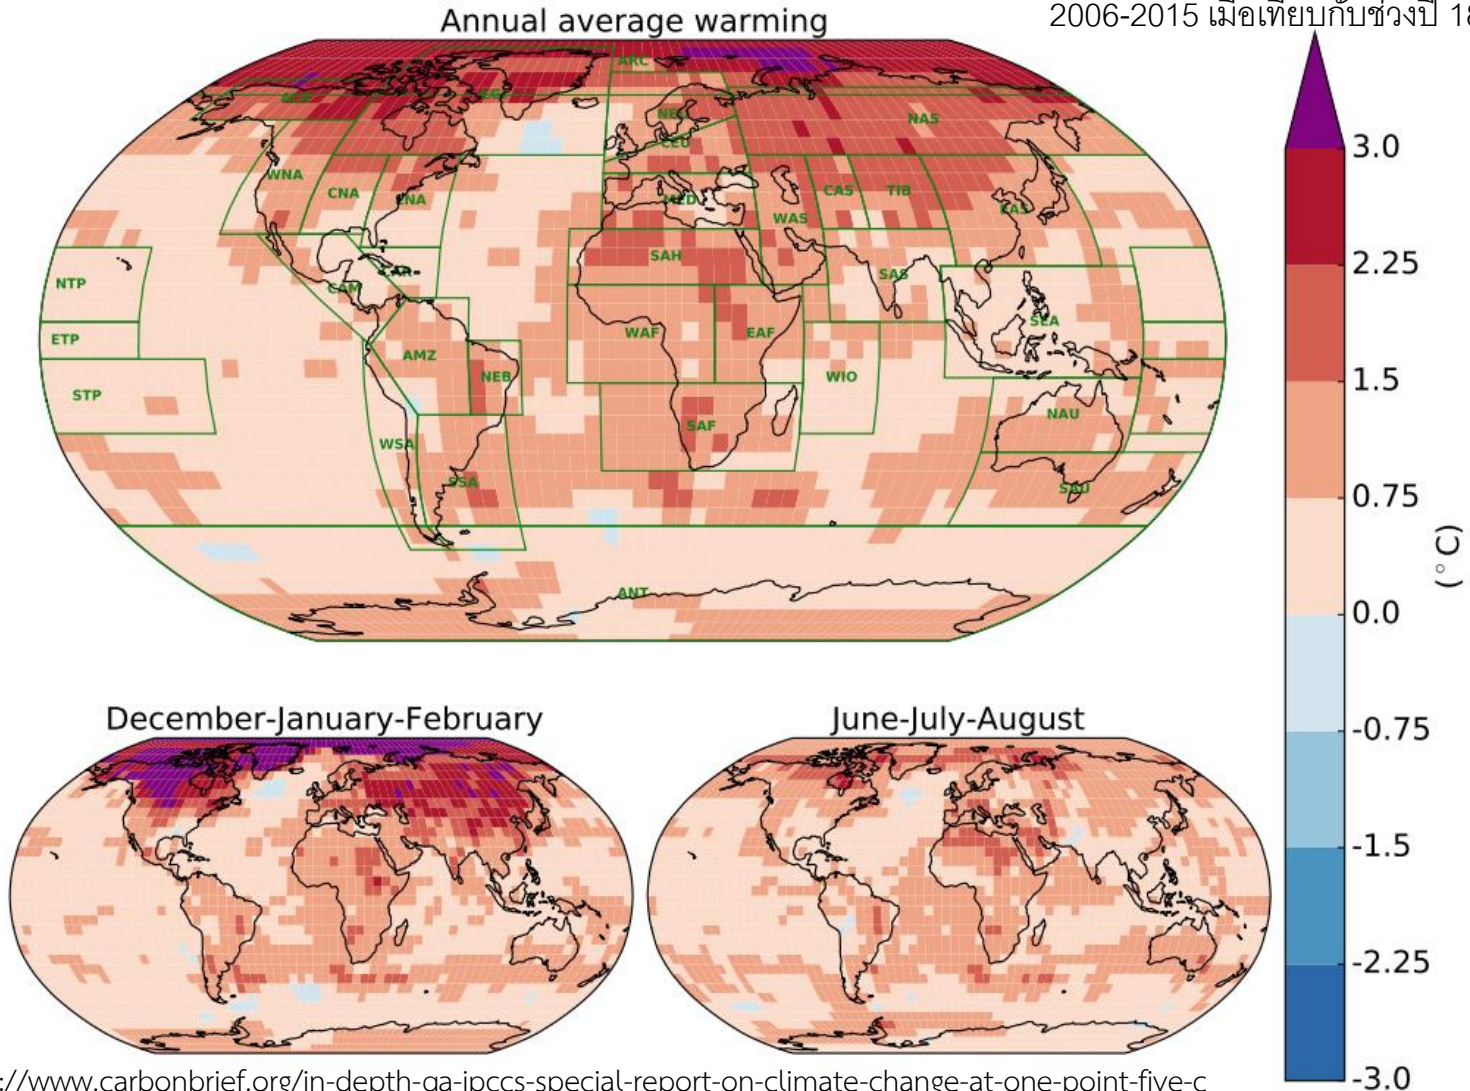 Annual average warming
2006-2015 เมื่อเทียบกับช่วงปี 18
ARC
NEU
NAS
CEU
WNA
CNA
ENA
MED
WAS
CAS
TIB
EAS
SAH
SAS
NTP
CAM
CAR
ETP
WAF
EAF
SEA
AMZ
NEB
WIO
STP
NAU
WSA
SAF
SSA
SAU
ANT
3.0
2.25
1.5
0.75
0.0
-0.75
-1.5
-2.25
-3.0
(°C)
December-January-February
June-July-August
://www.carbonbrief.org/in-depth-qa-ipccs-special-report-on-climate-change-at-one-point-five-c